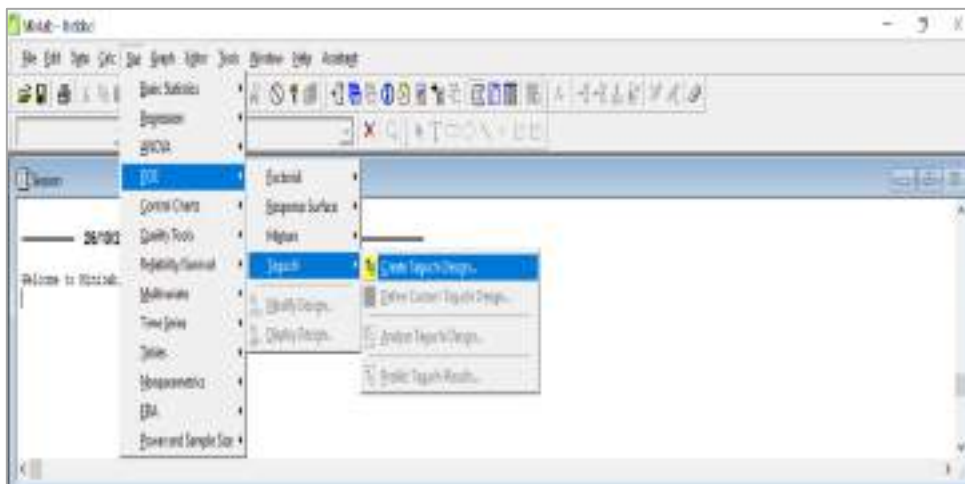 Minitab - Untitled
File Edit Data Calc Stat Graph Editor Tools Window Help Assistant
Basic Statistics
Regression
ANOVA
DOE
Control Charts
Quality Tools
Reliability/Survival
Multivariate
Time Series
Tables
Nonparametrics
EDA
Power and Sample Size
Factorial
Response Surface
Mixture
Taguchi
Modify Design...
Display Design...
Create Taguchi Design...
Define Custom Taguchi Design...
Analyze Taguchi Design...
Predict Taguchi Results...
Session
Welcome to Minitab,